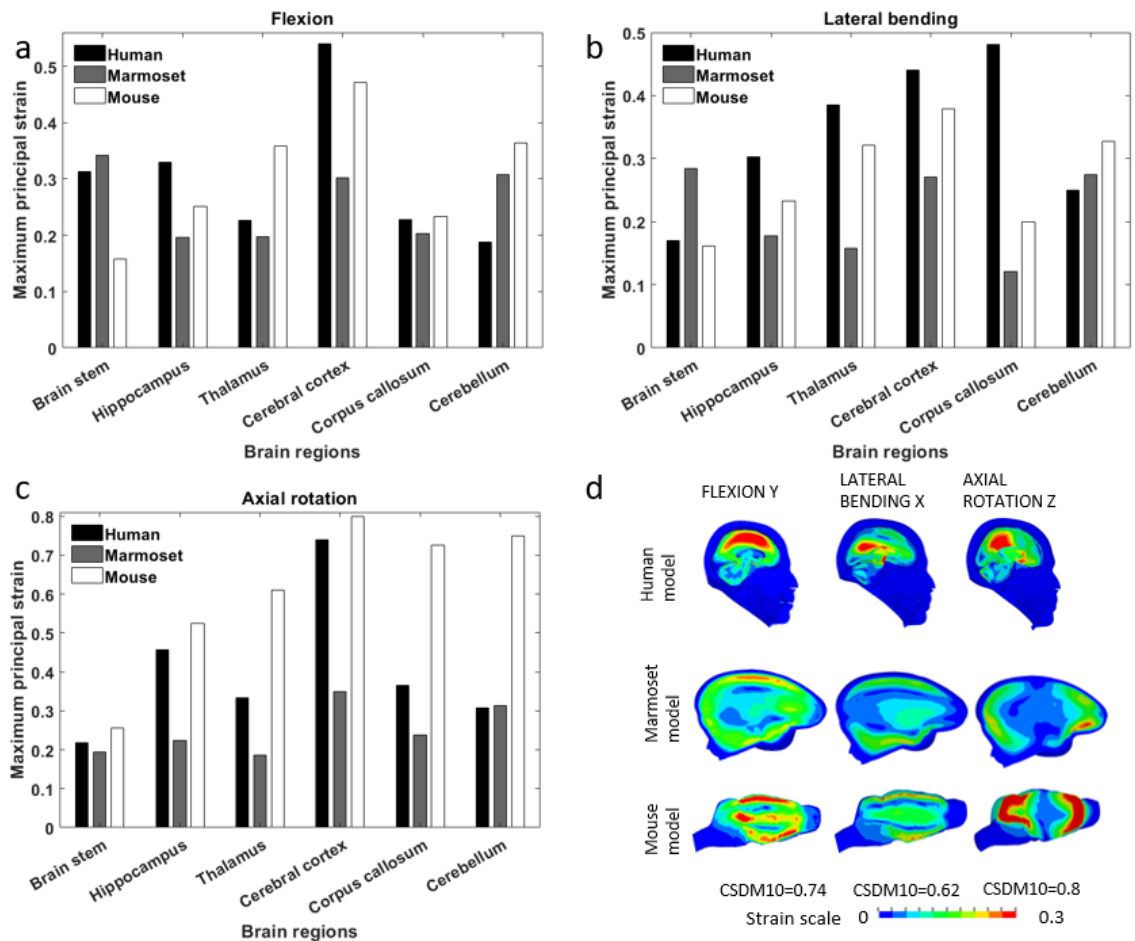 Flexion
a
Human
Marmoset
Mouse
Maximum principal strain
0.5
0.4
0.3
0.2
0.1
0
Brain stem
Hippocampus
Thalamus
Cerebral cortex
Corpus callosum
Cerebellum
Brain regions
Lateral bending
b
Human
Marmoset
Mouse
Maximum principal strain
0.5
0.4
0.3
0.2
0.1
0
Brain stem
Hippocampus
Thalamus
Cerebral cortex
Corpus callosum
Cerebellum
Brain regions
Axial rotation
c
Human
Marmoset
Mouse
Maximum principal strain
0.8
0.7
0.6
0.5
0.4
0.3
0.2
0.1
0
Brain stem
Hippocampus
Thalamus
Cerebral cortex
Corpus callosum
Cerebellum
Brain regions
d
FLEXION Y
LATERAL
BENDING X
AXIAL
ROTATION Z
Human
model
Marmoset
model
Mouse
model
CSDM10=0.74 CSDM10=0.62 CSDM10=0.8
Strain scale 0 0.3